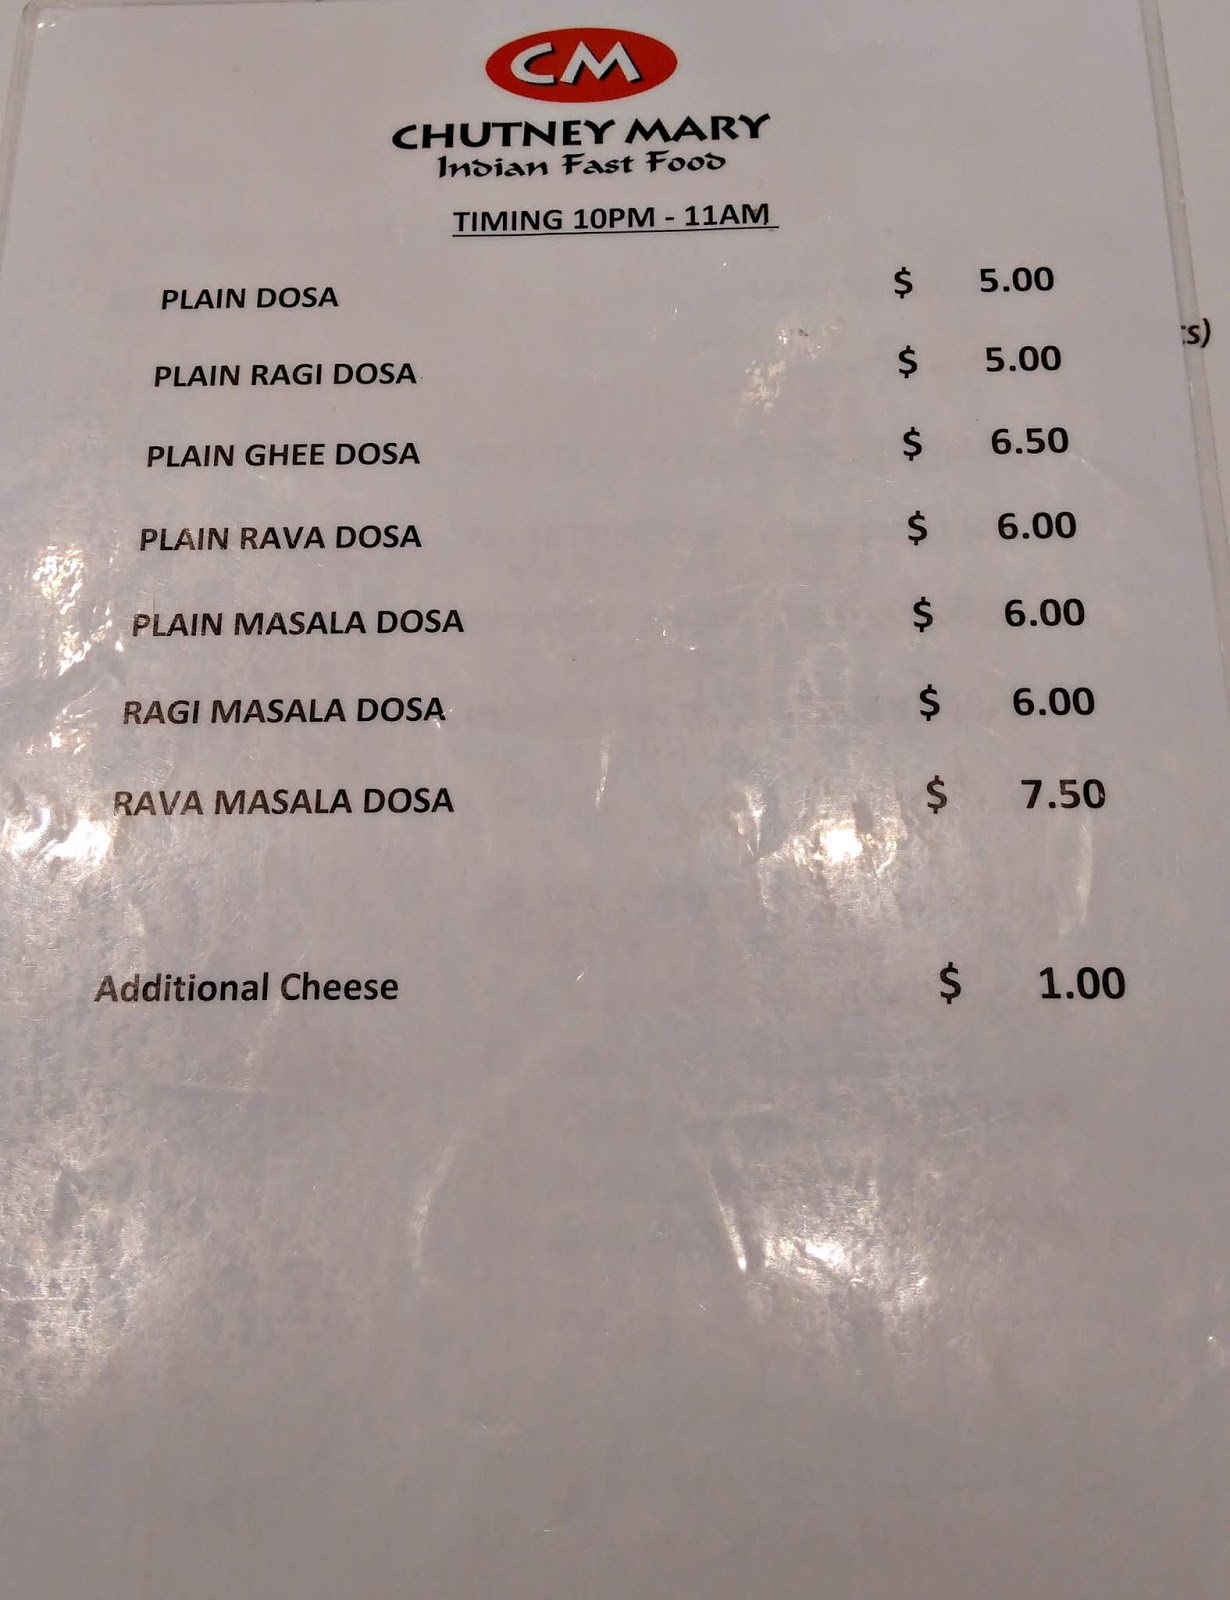 CM
CHUTNEY MARY
Indian Fast Food
TIMING 10PM - 11AM
PLAIN DOSA $ 5.00
PLAIN RAGI DOSA $ 5.00
PLAIN GHEE DOSA $ 6.50
PLAIN RAVA DOSA $ 6.00
PLAIN MASALA DOSA $ 6.00
RAGI MASALA DOSA $ 6.00
RAVA MASALA DOSA $ 7.50
Additional Cheese $ 1.00